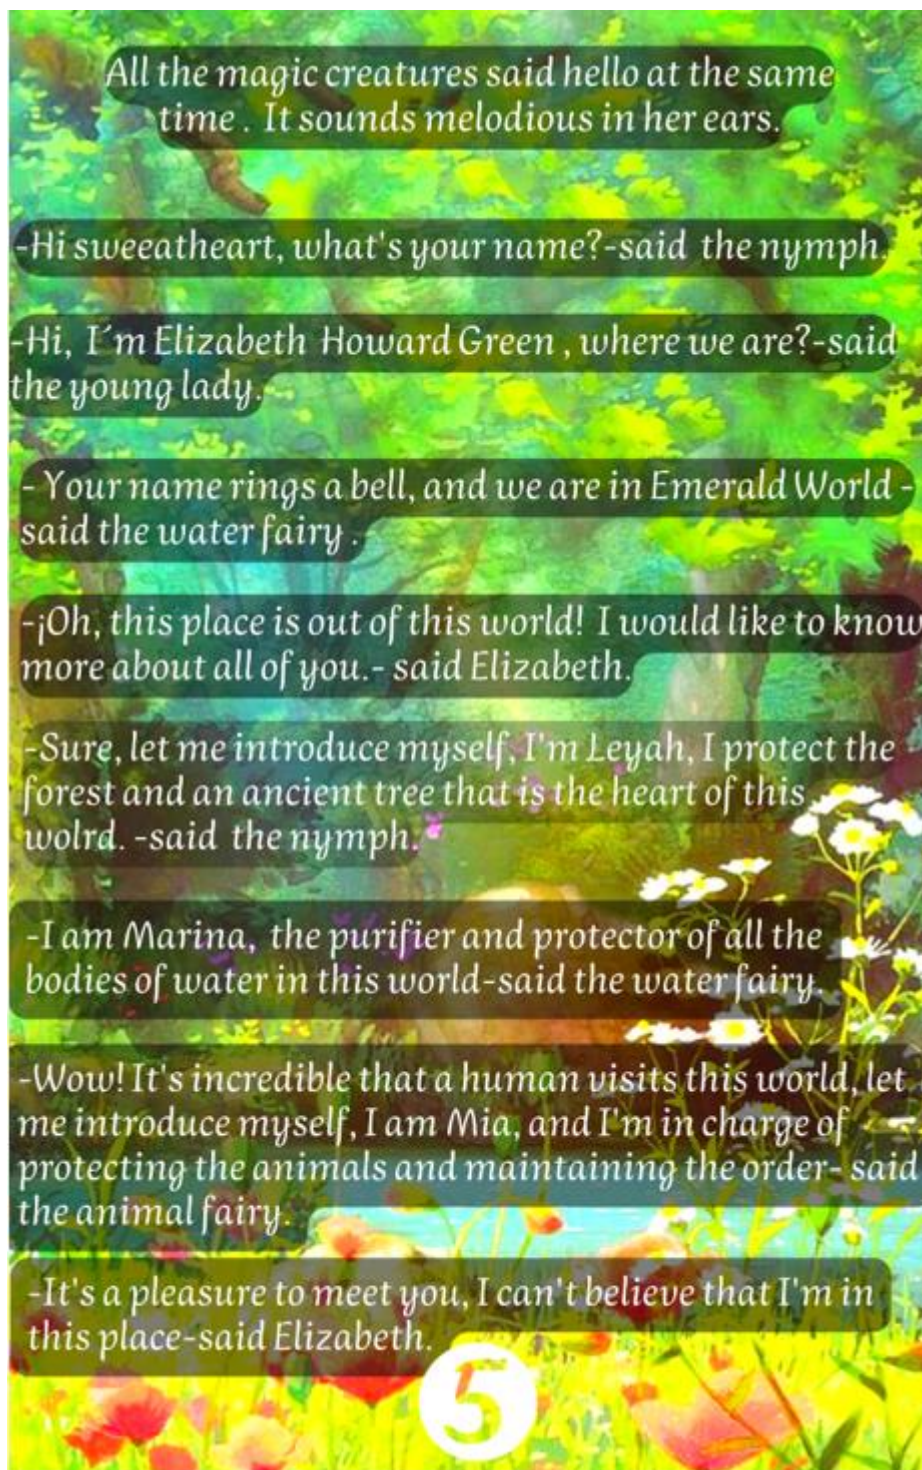 All the magic creatures said hello at the same
time . It sounds melodious in her ears.
-Hi sweeatheart, what's your name?-said the nymph.
-Hi, I´m Elizabeth Howard Green , where we are?-said
the young lady.
- Your name rings a bell, and we are in Emerald World -
said the water fairy .
-¡Oh, this place is out of this world! I would like to know
more about all of you.- said Elizabeth.
-Sure, let me introduce myself, I'm Leyah, I protect the
forest and an ancient tree that is the heart of this
wolrd. -said the nymph.
-I am Marina, the purifier and protector of all the
bodies of water in this world-said the water fairy.
-Wow! It's incredible that a human visits this world, let
me introduce myself, I am Mia, and I'm in charge of
protecting the animals and maintaining the order- said
the animal fairy.
-It's a pleasure to meet you, I can't believe that I'm in
this place-said Elizabeth.
5